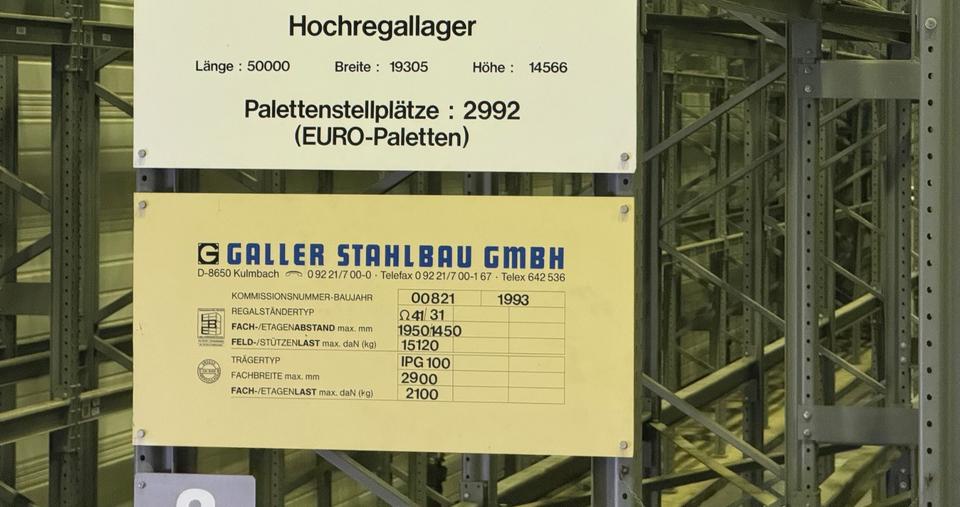 Hochregallager
Länge : 50000 Breite : 19305 Höhe : 14566
Palettenstellplätze : 2992
(EURO-Paletten)
G GALLER STAHLBAU GMBH
D-8650 Kulmbach 0 92 21/7 00-0 · Telefax 0 92 21/7 00-1 67 · Telex 642 536
KOMMISSIONSNUMMER-BAUJAHR 00821 1993
REGALSTÄNDERTYP Ω 41/ 31
FACH-/ETAGENABSTAND max. mm 1950/1450
FELD-/STÜTZENLAST max. daN (kg) 15120
TRÄGERTYP IPG 100
FACHBREITE max. mm 2900
FACH-/ETAGENLAST max. daN (kg) 2100